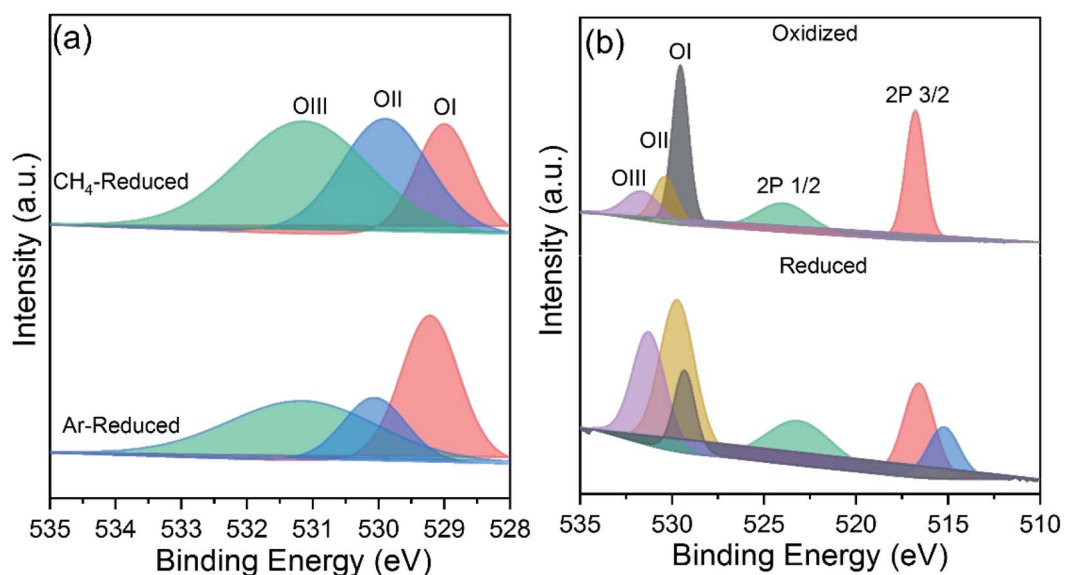 (a)
OIII
OII
OI
CH₄-Reduced
Ar-Reduced
Intensity (a.u.)
535 534 533 532 531 530 529 528
Binding Energy (eV)
(b)
Oxidized
OI
OII
OIII
2P 1/2
2P 3/2
Reduced
Intensity (a.u.)
535 530 525 520 515 510
Binding Energy (eV)